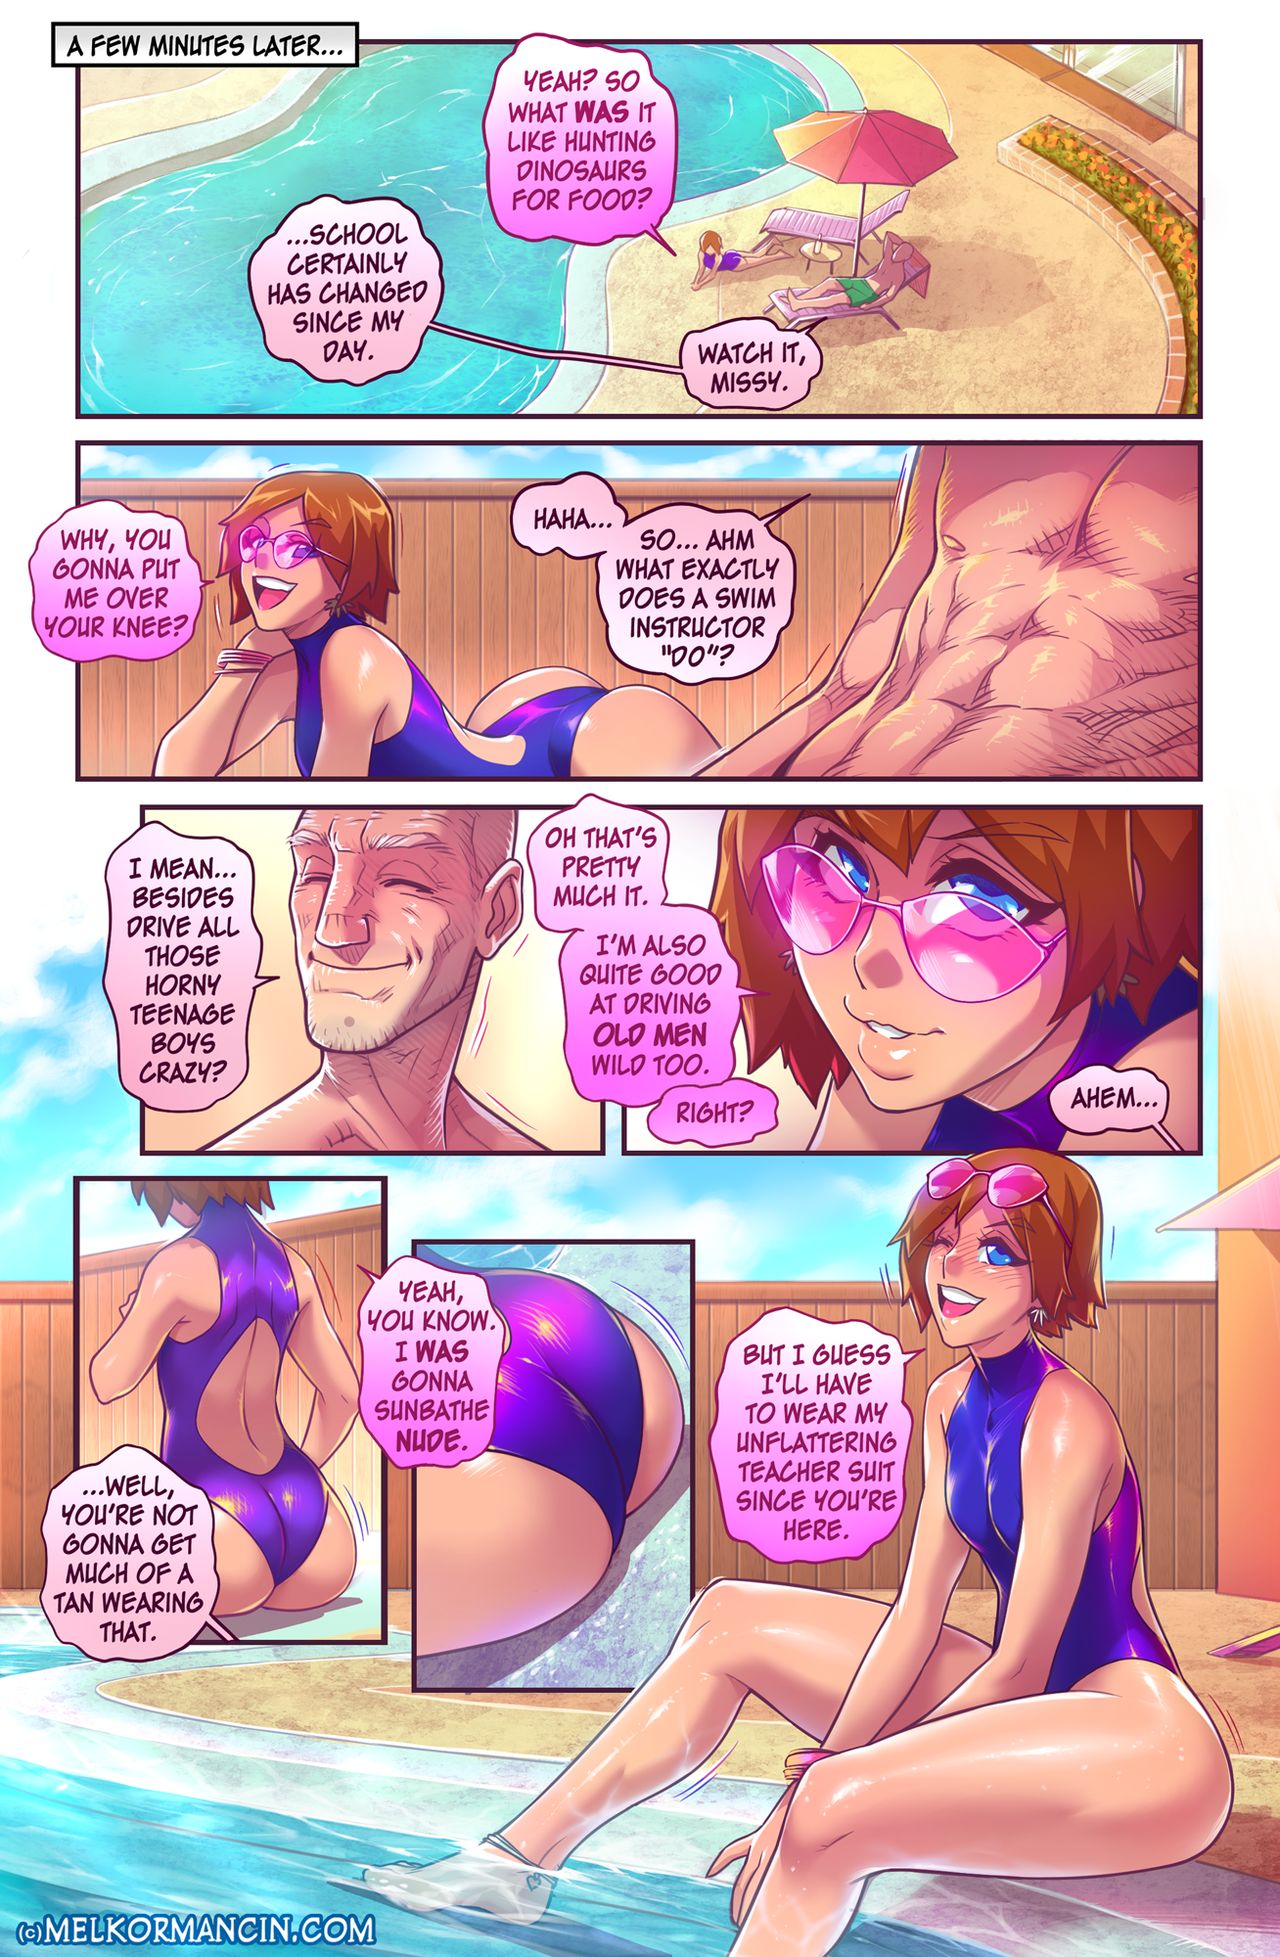 A FEW MINUTES LATER...
YEAH? SO
WHAT WAS IT
LIKE HUNTING
DINOSAURS
FOR FOOD?
...SCHOOL
CERTAINLY
HAS CHANGED
SINCE MY
DAY.
WATCH IT,
MISSY.
WHY, YOU
GONNA PUT
ME OVER
YOUR KNEE?
HAHA...
SO... AHM
WHAT EXACTLY
DOES A SWIM
INSTRUCTOR
"DO"?
I MEAN...
BESIDES
DRIVE ALL
THOSE
HORNY
TEENAGE
BOYS
CRAZY?
OH THAT'S
PRETTY
MUCH IT.
I'M ALSO
QUITE GOOD
AT DRIVING
OLD MEN
WILD TOO.
RIGHT?
AHEM...
...WELL,
YOU'RE NOT
GONNA GET
MUCH OF A
TAN WEARING
THAT.
YEAH,
YOU KNOW.
I WAS
GONNA
SUNBATHE
NUDE.
BUT I GUESS
I'LL HAVE
TO WEAR MY
UNFLATTERING
TEACHER SUIT
SINCE YOU'RE
HERE.
(C)MELKORMANCIN.COM